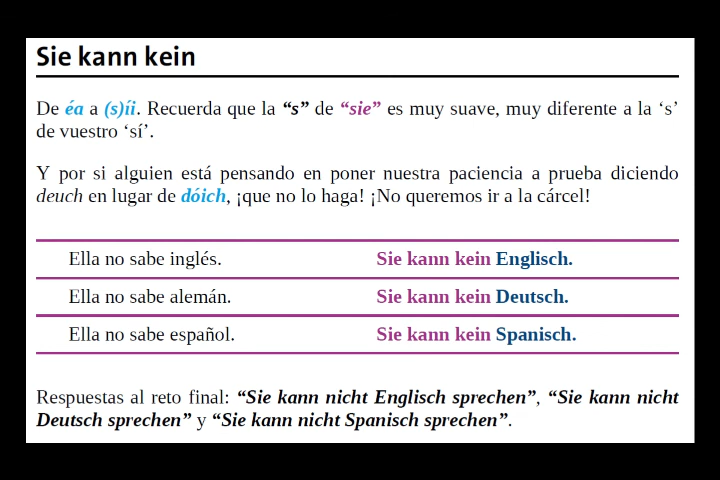 Sie kann kein
De éa a (s)íi. Recuerda que la “s” de “sie” es muy suave, muy diferente a la ‘s’
de vuestro ‘sí’.
Y por si alguien está pensando en poner nuestra paciencia a prueba diciendo
deuch en lugar de dóich, ¡que no lo haga! ¡No queremos ir a la cárcel!
Ella no sabe inglés. Sie kann kein Englisch.
Ella no sabe alemán. Sie kann kein Deutsch.
Ella no sabe español. Sie kann kein Spanisch.
Respuestas al reto final: “Sie kann nicht Englisch sprechen”, “Sie kann nicht
Deutsch sprechen” y “Sie kann nicht Spanisch sprechen”.